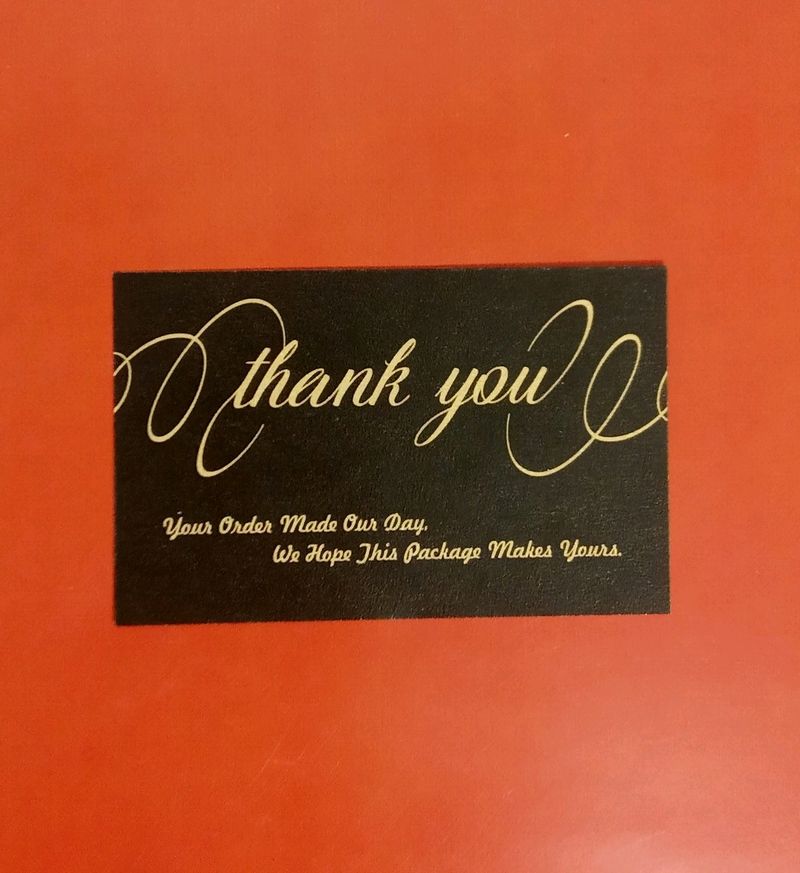 thank you
Your Order Made Our Day,
We Hope This Package Makes Yours.